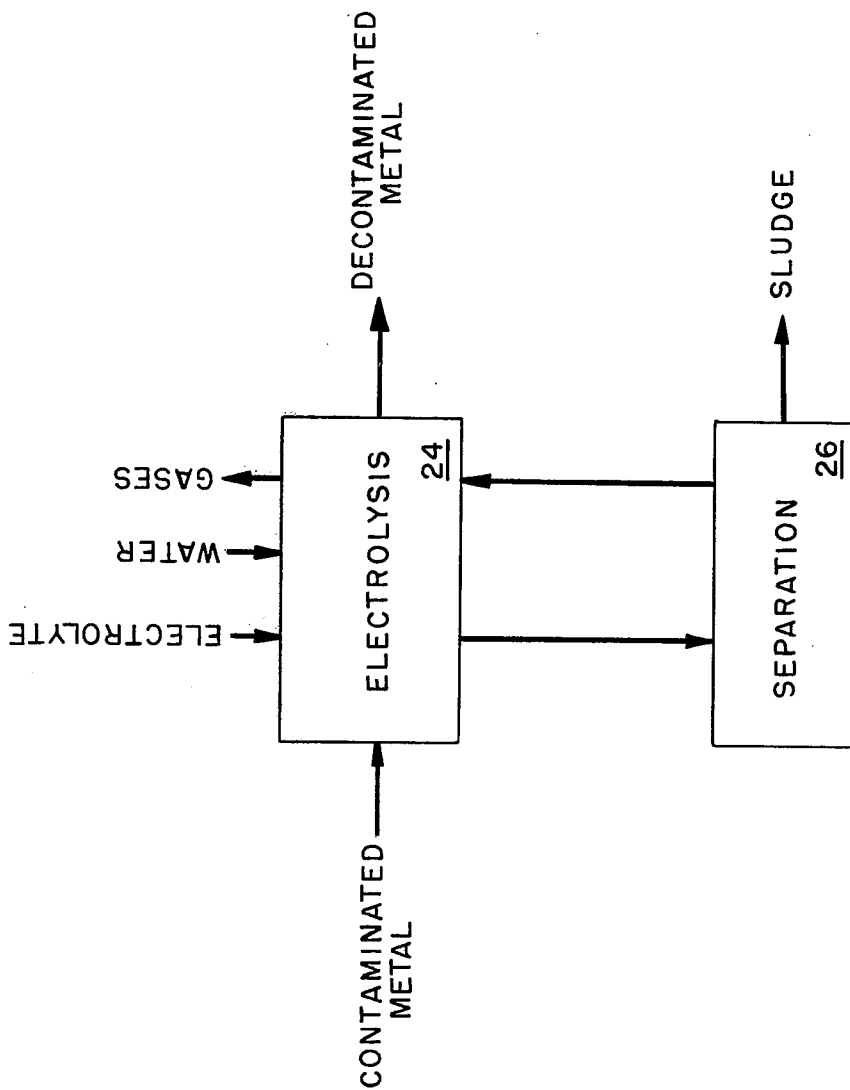 ELECTROLYTE
WATER
GASES
CONTAMINATED
METAL
ELECTROLYSIS
24
DECONTAMINATED
METAL
SEPARATION
26
SLUDGE